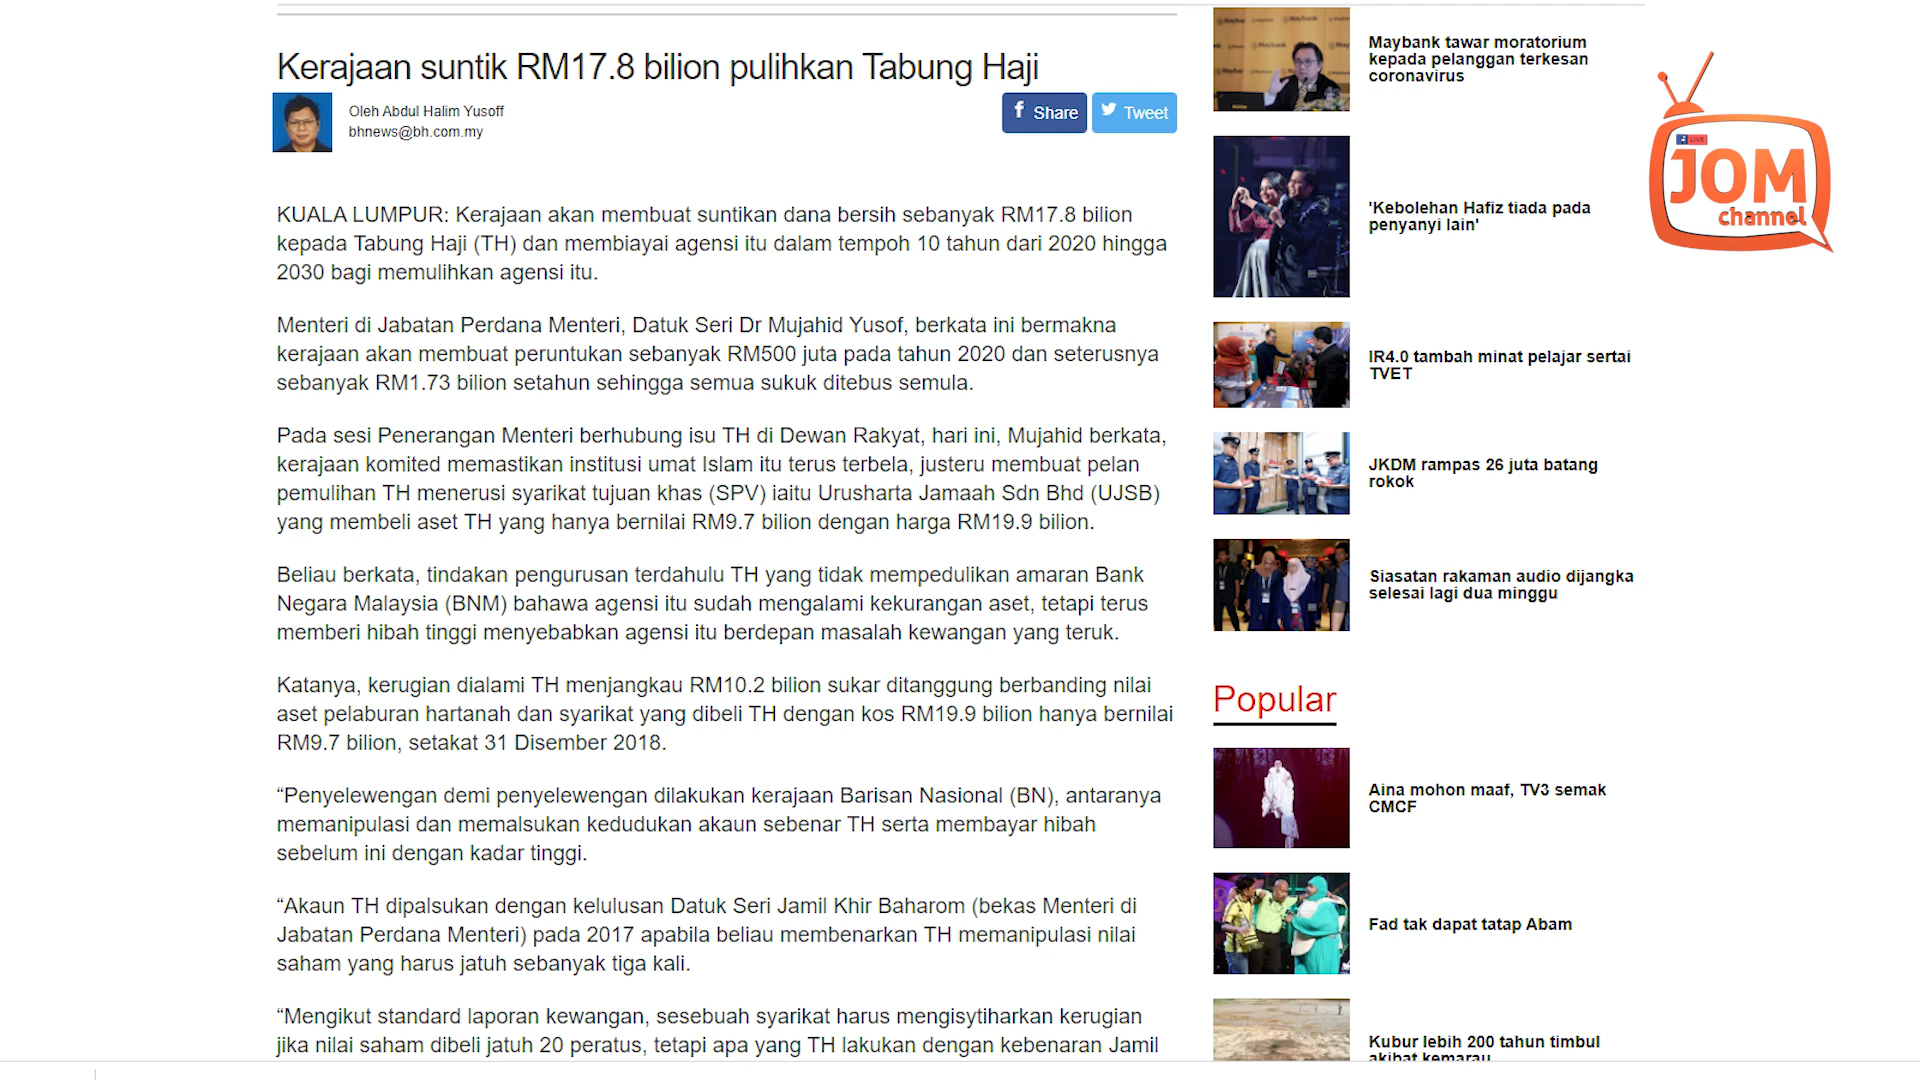 Kerajaan suntik RM17.8 bilion pulihkan Tabung Haji
Oleh Abdul Halim Yusoff
bhnews@bh.com.my
Share
Tweet
KUALA LUMPUR: Kerajaan akan membuat suntikan dana bersih sebanyak RM17.8 bilion
kepada Tabung Haji (TH) dan membiayai agensi itu dalam tempoh 10 tahun dari 2020 hingga
2030 bagi memulihkan agensi itu.
Menteri di Jabatan Perdana Menteri, Datuk Seri Dr Mujahid Yusof, berkata ini bermakna
kerajaan akan membuat peruntukan sebanyak RM500 juta pada tahun 2020 dan seterusnya
sebanyak RM1.73 bilion setahun sehingga semua sukuk ditebus semula.
Pada sesi Penerangan Menteri berhubung isu TH di Dewan Rakyat, hari ini, Mujahid berkata,
kerajaan komited memastikan institusi umat Islam itu terus terbela, justeru membuat pelan
pemulihan TH menerusi syarikat tujuan khas (SPV) iaitu Urusharta Jamaah Sdn Bhd (UJSB)
yang membeli aset TH yang hanya bernilai RM9.7 bilion dengan harga RM19.9 bilion.
Beliau berkata, tindakan pengurusan terdahulu TH yang tidak mempedulikan amaran Bank
Negara Malaysia (BNM) bahawa agensi itu sudah mengalami kekurangan aset, tetapi terus
memberi hibah tinggi menyebabkan agensi itu berdepan masalah kewangan yang teruk.
Katanya, kerugian dialami TH menjangkau RM10.2 bilion sukar ditanggung berbanding nilai
aset pelaburan hartanah dan syarikat yang dibeli TH dengan kos RM19.9 bilion hanya bernilai
RM9.7 bilion, setakat 31 Disember 2018.
“Penyelewengan demi penyelewengan dilakukan kerajaan Barisan Nasional (BN), antaranya
memanipulasi dan memalsukan kedudukan akaun sebenar TH serta membayar hibah
sebelum ini dengan kadar tinggi.
“Akaun TH dipalsukan dengan kelulusan Datuk Seri Jamil Khir Baharom (bekas Menteri di
Jabatan Perdana Menteri) pada 2017 apabila beliau membenarkan TH memanipulasi nilai
saham yang harus jatuh sebanyak tiga kali.
“Mengikut standard laporan kewangan, sesebuah syarikat harus mengisytiharkan kerugian
jika nilai saham dibeli jatuh 20 peratus, tetapi apa yang TH lakukan dengan kebenaran Jamil
Maybank tawar moratorium
kepada pelanggan terkesan
coronavirus
'Kebolehan Hafiz tiada pada
penyanyi lain'
IR4.0 tambah minat pelajar sertai
TVET
JKDM rampas 26 juta batang
rokok
Siasatan rakaman audio dijangka
selesai lagi dua minggu
Popular
Aina mohon maaf, TV3 semak
CMCF
Fad tak dapat tatap Abam
Kubur lebih 200 tahun timbul
akibat kemarau
LIVE
JOM
channel